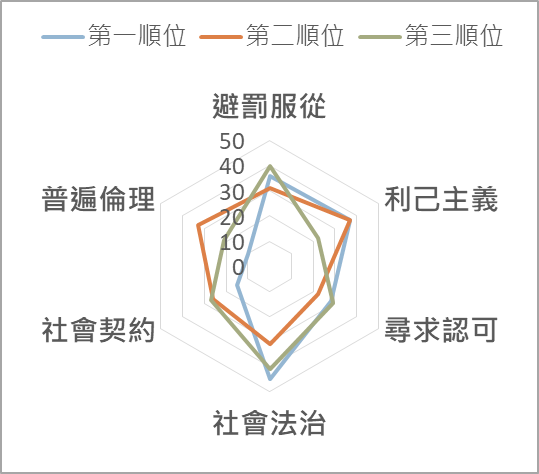 第一順位 第二順位 第三順位
避罰服從
50
40
普遍倫理 30 利己主義
20
10
0
社會契約 尋求認可
社會法治